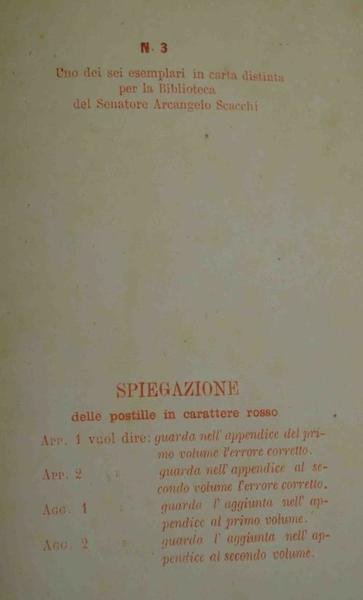 N. 3
Uno dei sei esemplari in carta distinta
per la Biblioteca
del Senatore Arcangelo Scacchi
SPIEGAZIONE
delle postille in carattere rosso
App. 1 vuol dire: guarda nell'appendice del pri-
mo volume l'errore corretto.
App. 2 » guarda nell'appendice al se-
condo volume l'errore corretto.
Agg. 1 » guarda l'aggiunta nell'ap-
pendice al primo volume.
Agg. 2 » guarda l'aggiunta nell'ap-
pendice al secondo volume.